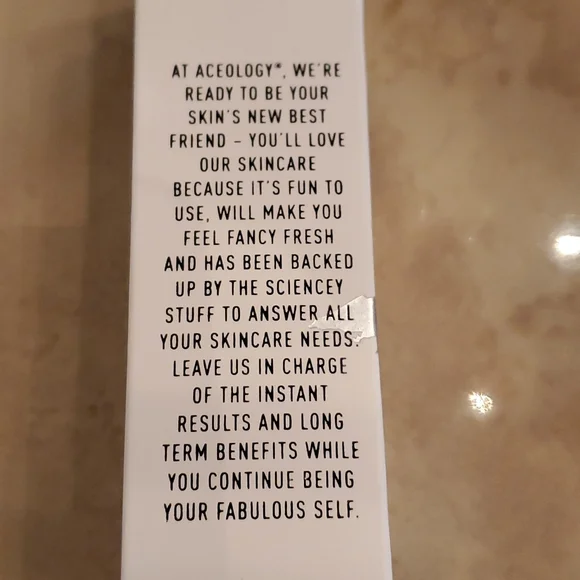 AT ACEOLOGY®, WE'RE
READY TO BE YOUR
SKIN'S NEW BEST
FRIEND – YOU'LL LOVE
OUR SKINCARE
BECAUSE IT'S FUN TO
USE, WILL MAKE YOU
FEEL FANCY FRESH
AND HAS BEEN BACKED
UP BY THE SCIENCEY
STUFF TO ANSWER ALL
YOUR SKINCARE NEEDS.
LEAVE US IN CHARGE
OF THE INSTANT
RESULTS AND LONG
TERM BENEFITS WHILE
YOU CONTINUE BEING
YOUR FABULOUS SELF.